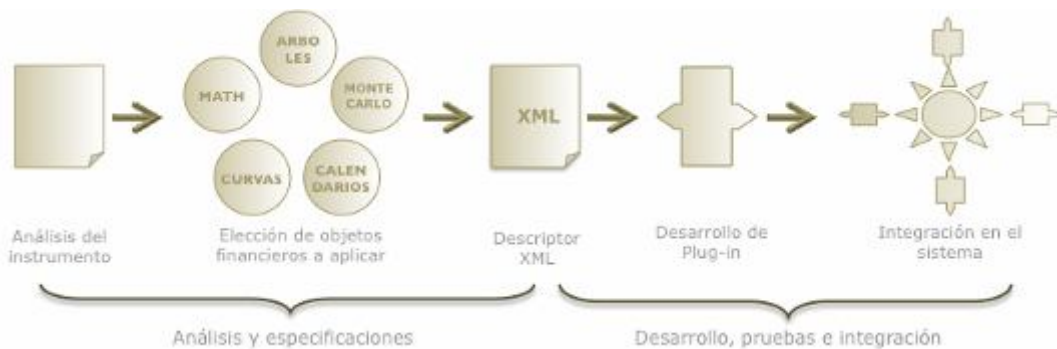 ARBO
LES
MATH
MONTE
CARLO
CURVAS
CALEN
DARIOS
XML
Análisis del
instrumento
Elección de objetos
financieros a aplicar
Descriptor
XML
Desarrollo de
Plug-in
Integración en el
sistema
Análisis y especificaciones
Desarrollo, pruebas e integración